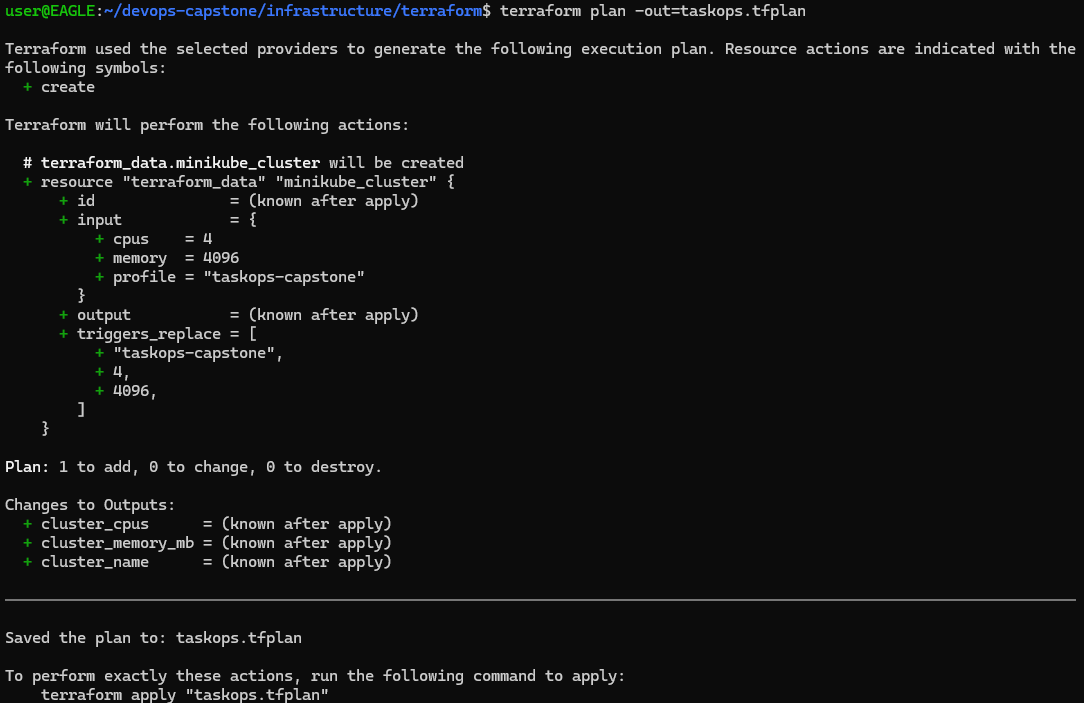 user@EAGLE:~/devops-capstone/infrastructure/terraform$ terraform plan -out=taskops.tfplan
Terraform used the selected providers to generate the following execution plan. Resource actions are indicated with the
following symbols:
  + create
Terraform will perform the following actions:
  # terraform_data.minikube_cluster will be created
  + resource "terraform_data" "minikube_cluster" {
      + id               = (known after apply)
      + input            = {
          + cpus    = 4
          + memory  = 4096
          + profile = "taskops-capstone"
        }
      + output           = (known after apply)
      + triggers_replace = [
          + "taskops-capstone",
          + 4,
          + 4096,
        ]
    }
Plan: 1 to add, 0 to change, 0 to destroy.
Changes to Outputs:
  + cluster_cpus      = (known after apply)
  + cluster_memory_mb = (known after apply)
  + cluster_name      = (known after apply)
Saved the plan to: taskops.tfplan
To perform exactly these actions, run the following command to apply:
    terraform apply "taskops.tfplan"